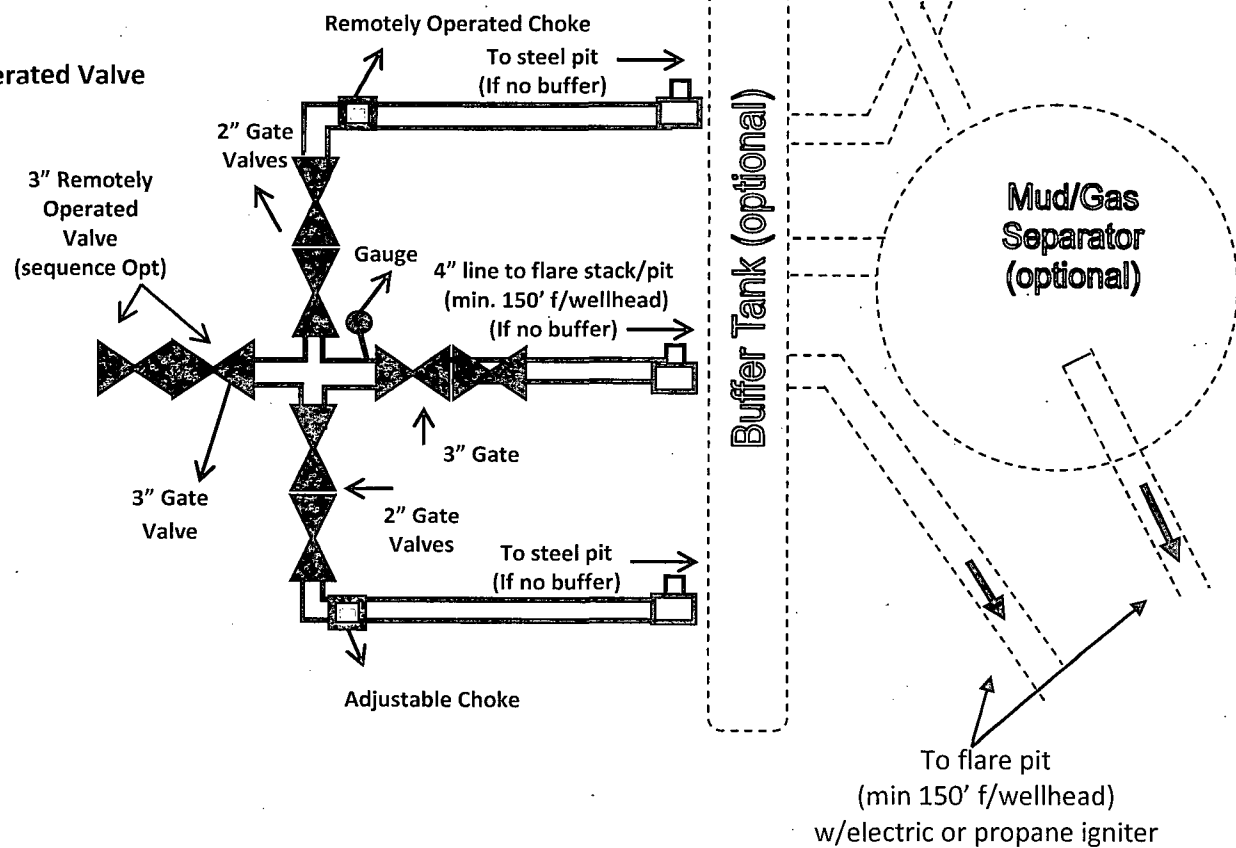 Remotely Operated Choke
To steel pit
(If no buffer)
erated Valve
2" Gate
Valves
3" Remotely
Operated
Valve
(sequence Opt)
Gauge
4" line to flare stack/pit
(min. 150' f/wellhead)
(If no buffer)
Buffer Tank (optional)
Mud/Gas
Separator
(optional)
3" Gate
3" Gate
Valve
2" Gate
Valves
To steel pit
(If no buffer)
Adjustable Choke
To flare pit
(min 150' f/wellhead)
w/electric or propane igniter